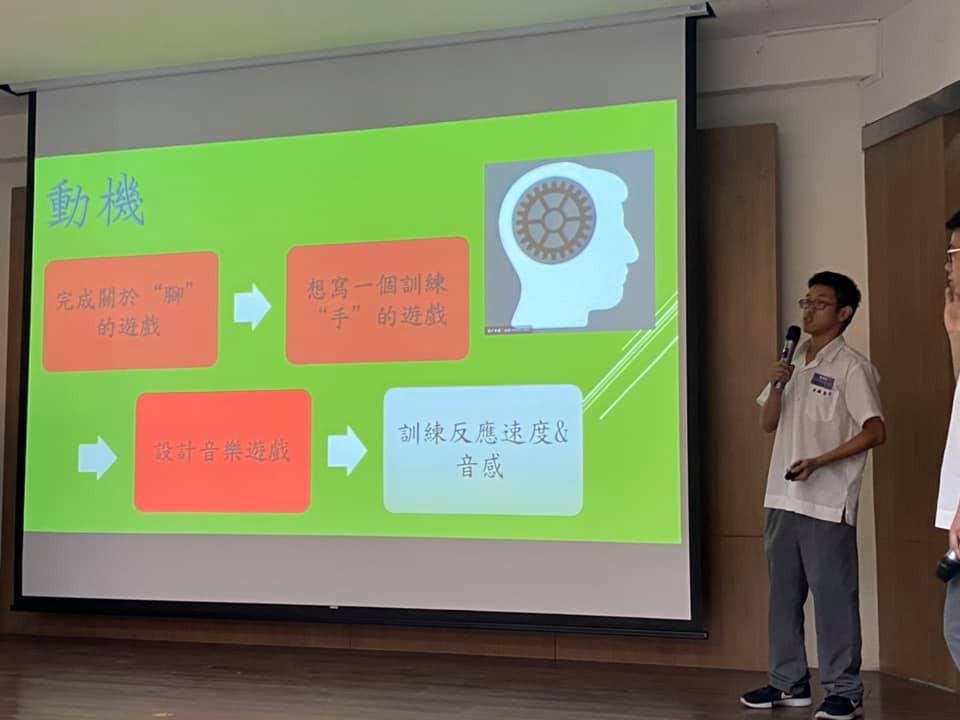 動機
完成關於“腳”
的遊戲
想寫一個訓練
“手”的遊戲
設計音樂遊戲
訓練反應速度&
音感